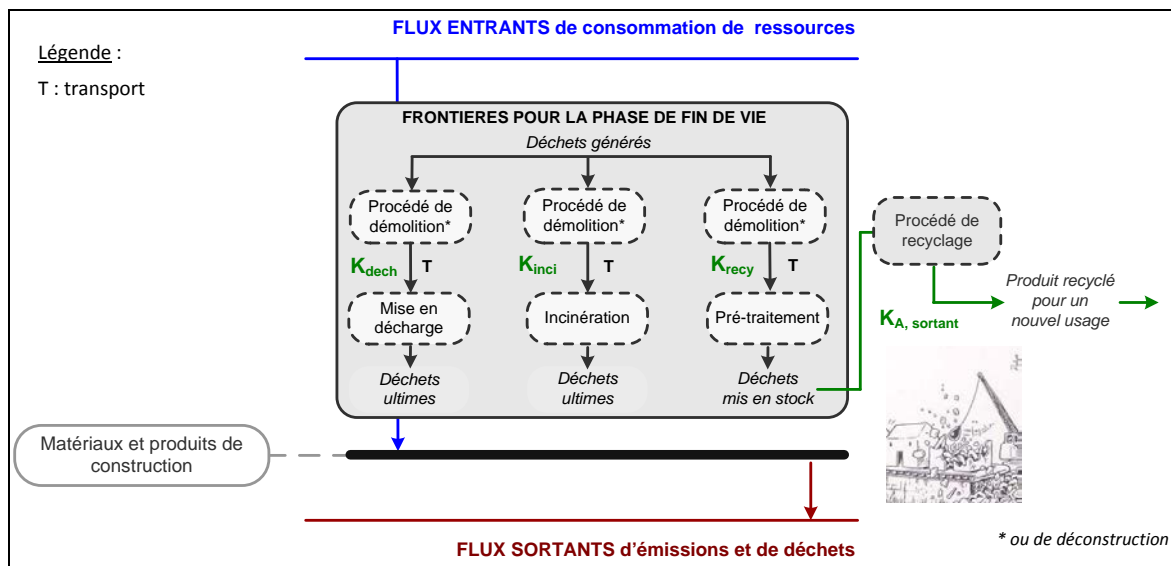 FLUX ENTRANTS de consommation de ressources
Légende :
T : transport
FRONTIERES POUR LA PHASE DE FIN DE VIE
Déchets générés
Procédé de
démolition*
Procédé de
démolition*
Procédé de
démolition*
Kdech
T
Kinci
T
Krecy
T
Mise en
décharge
Incinération
Pré-traitement
Déchets
ultimes
Déchets
ultimes
Déchets
mis en stock
Procédé de
recyclage
KA, sortant
Produit recyclé
pour un
nouvel usage
Matériaux et produits de
construction
FLUX SORTANTS d'émissions et de déchets
* ou de déconstruction